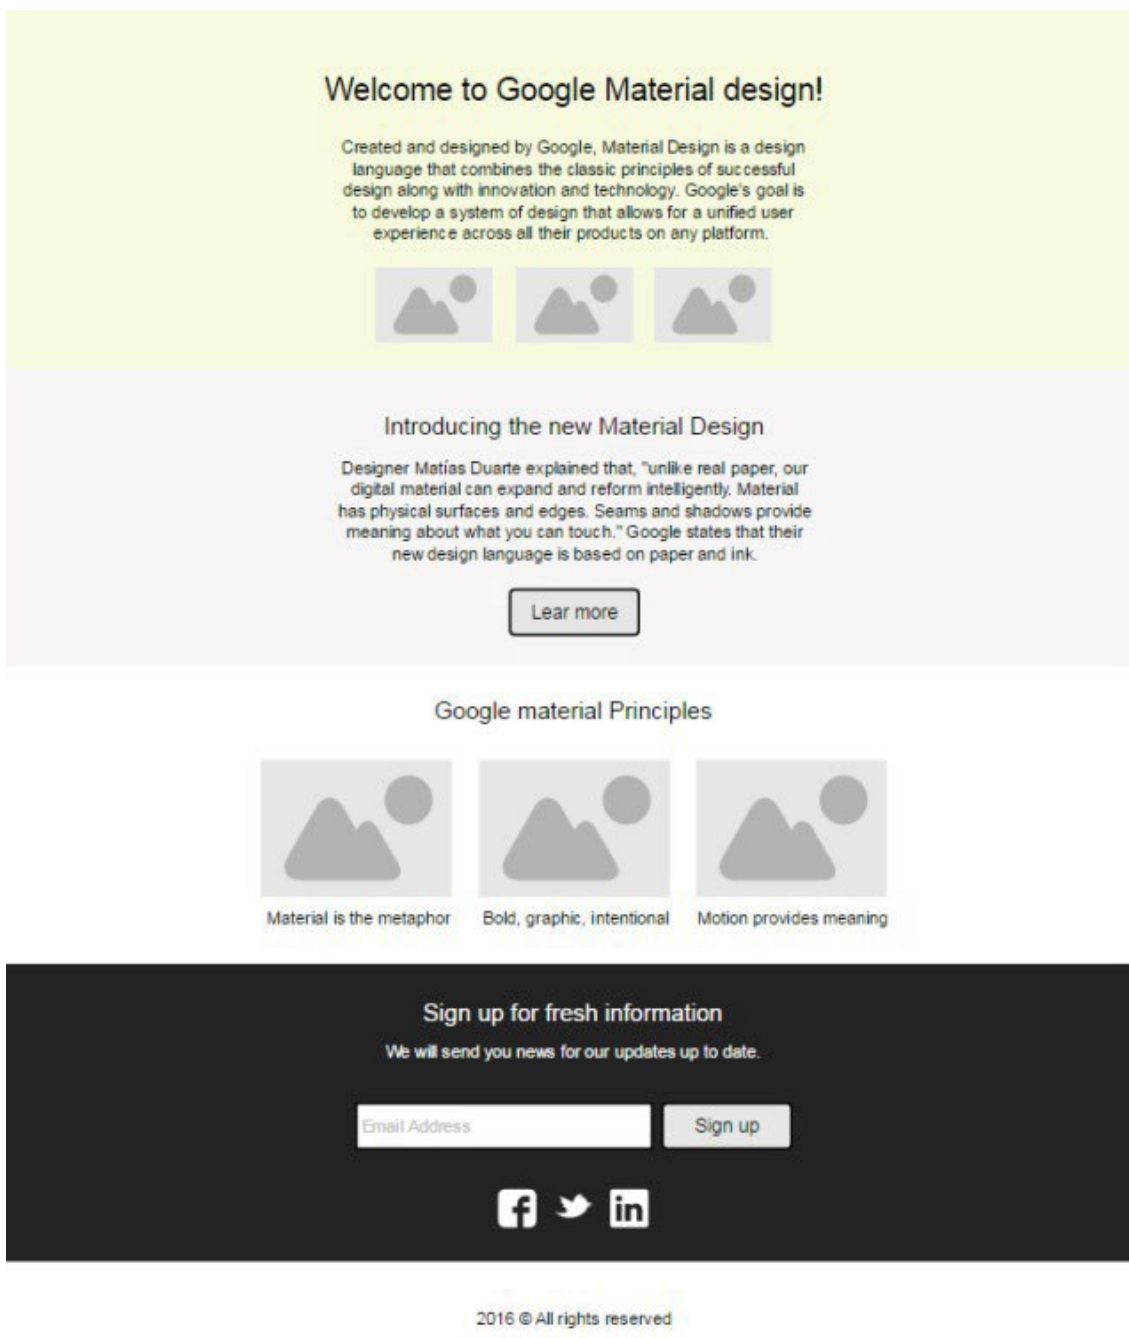 Welcome to Google Material design!
Created and designed by Google, Material Design is a design
language that combines the classic principles of successful
design along with innovation and technology. Google's goal is
to develop a system of design that allows for a unified user
experience across all their products on any platform.
Introducing the new Material Design
Designer Matías Duarte explained that, "unlike real paper, our
digital material can expand and reform intelligently. Material
has physical surfaces and edges. Seams and shadows provide
meaning about what you can touch." Google states that their
new design language is based on paper and ink.
Lear more
Google material Principles
Material is the metaphor
Bold, graphic, intentional
Motion provides meaning
Sign up for fresh information
We will send you news for our updates up to date.
Email Address
Sign up
f
in
2016 © All rights reserved